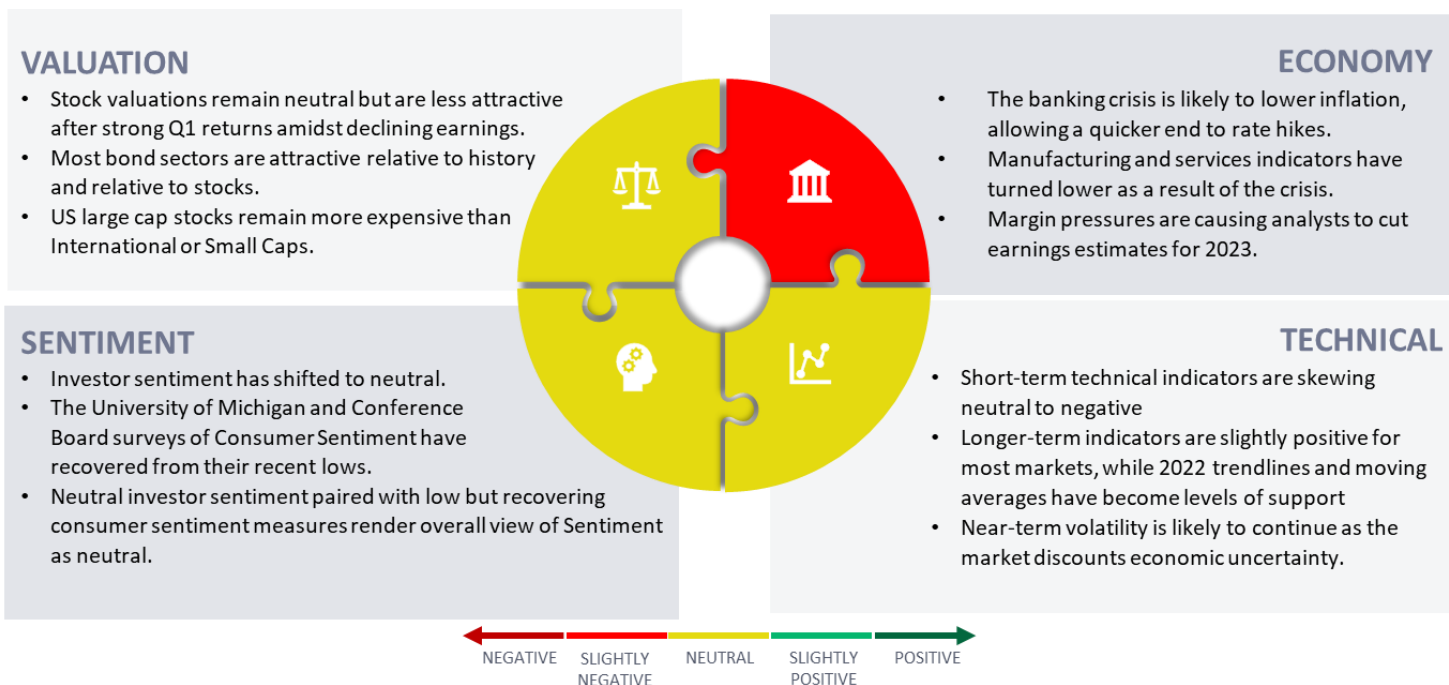 VALUATION
• Stock valuations remain neutral but are less attractive
after strong Q1 returns amidst declining earnings.
• Most bond sectors are attractive relative to history
and relative to stocks.
• US large cap stocks remain more expensive than
International or Small Caps.
ECONOMY
• The banking crisis is likely to lower inflation,
allowing a quicker end to rate hikes.
• Manufacturing and services indicators have
turned lower as a result of the crisis.
• Margin pressures are causing analysts to cut
earnings estimates for 2023.
SENTIMENT
• Investor sentiment has shifted to neutral.
• The University of Michigan and Conference
Board surveys of Consumer Sentiment have
recovered from their recent lows.
• Neutral investor sentiment paired with low but recovering
consumer sentiment measures render overall view of Sentiment
as neutral.
TECHNICAL
• Short-term technical indicators are skewing
neutral to negative
• Longer-term indicators are slightly positive for
most markets, while 2022 trendlines and moving
averages have become levels of support
• Near-term volatility is likely to continue as the
market discounts economic uncertainty.
NEGATIVE
SLIGHTLY
NEGATIVE
NEUTRAL
SLIGHTLY
POSITIVE
POSITIVE